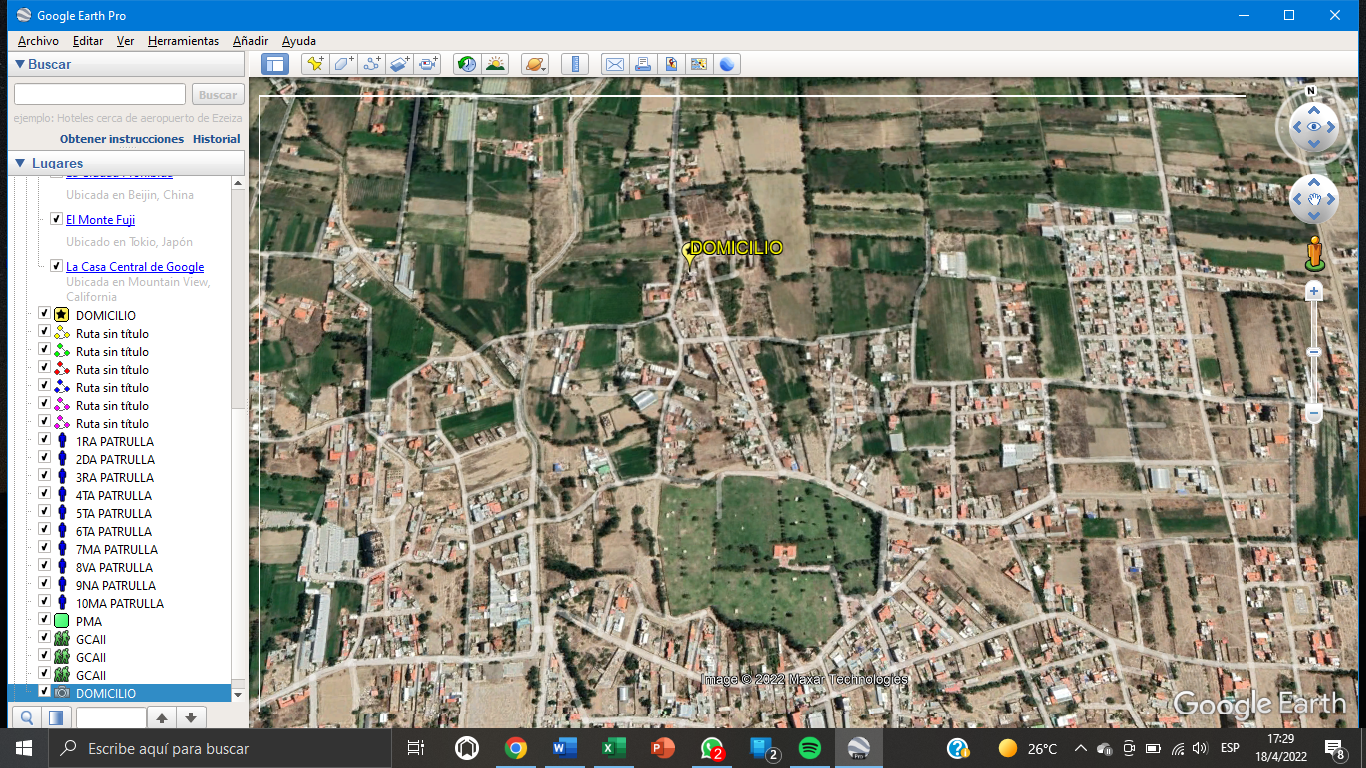 Google Earth Pro
Archivo Editar Ver Herramientas Añadir Ayuda
Buscar
Buscar
ejemplo: Hoteles cerca de aeropuerto de Ezeiza
Obtener instrucciones Historial
Lugares
La Ciudad Prohibida
Ubicada en Beijin, China
El Monte Fuji
Ubicado en Tokio, Japón
La Casa Central de Google
Ubicada en Mountain View,
California
DOMICILIO
Ruta sin título
Ruta sin título
Ruta sin título
Ruta sin título
Ruta sin título
Ruta sin título
1RA PATRULLA
2DA PATRULLA
3RA PATRULLA
4TA PATRULLA
5TA PATRULLA
6TA PATRULLA
7MA PATRULLA
8VA PATRULLA
9NA PATRULLA
10MA PATRULLA
PMA
GCAII
GCAII
GCAII
DOMICILIO
N
DOMICILIO
Image © 2022 Maxar Technologies
Google Earth
Escribe aquí para buscar
2
2
Pro
26°C
ESP
17:29
18/4/2022
8